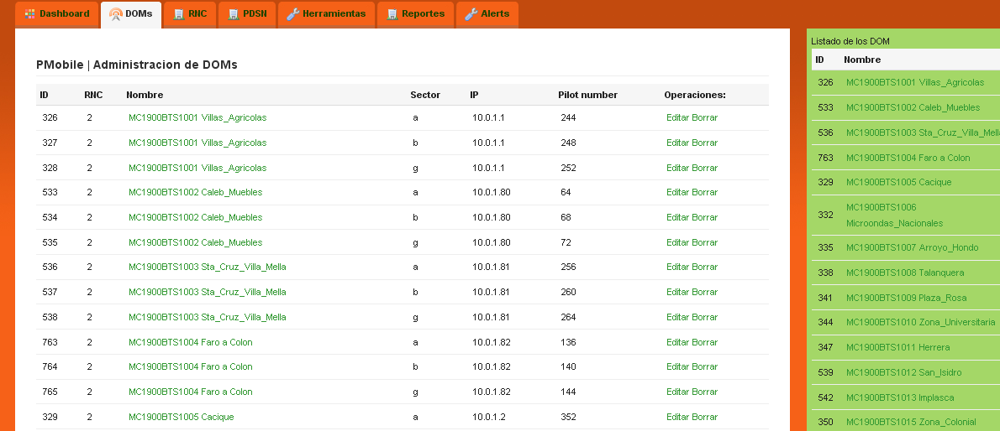 Dashboard DOMs RNC PDSN Herramientas Reportes Alerts
PMobile | Administracion de DOMs
ID RNC Nombre Sector IP Pilot number Operaciones:
326 2 MC1900BTS1001 Villas_Agricolas a 10.0.1.1 244 Editar Borrar
327 2 MC1900BTS1001 Villas_Agricolas b 10.0.1.1 248 Editar Borrar
328 2 MC1900BTS1001 Villas_Agricolas g 10.0.1.1 252 Editar Borrar
533 2 MC1900BTS1002 Caleb_Muebles a 10.0.1.80 64 Editar Borrar
534 2 MC1900BTS1002 Caleb_Muebles b 10.0.1.80 68 Editar Borrar
535 2 MC1900BTS1002 Caleb_Muebles g 10.0.1.80 72 Editar Borrar
536 2 MC1900BTS1003 Sta_Cruz_Villa_Mella a 10.0.1.81 256 Editar Borrar
537 2 MC1900BTS1003 Sta_Cruz_Villa_Mella b 10.0.1.81 260 Editar Borrar
538 2 MC1900BTS1003 Sta_Cruz_Villa_Mella g 10.0.1.81 264 Editar Borrar
763 2 MC1900BTS1004 Faro a Colon a 10.0.1.82 136 Editar Borrar
764 2 MC1900BTS1004 Faro a Colon b 10.0.1.82 140 Editar Borrar
765 2 MC1900BTS1004 Faro a Colon g 10.0.1.82 144 Editar Borrar
329 2 MC1900BTS1005 Cacique a 10.0.1.2 352 Editar Borrar
Listado de los DOM
ID Nombre
326 MC1900BTS1001 Villas_Agricolas
533 MC1900BTS1002 Caleb_Muebles
536 MC1900BTS1003 Sta_Cruz_Villa_Mella
763 MC1900BTS1004 Faro a Colon
329 MC1900BTS1005 Cacique
332 MC1900BTS1006
Microondas_Nacionales
335 MC1900BTS1007 Arroyo_Hondo
338 MC1900BTS1008 Talanquera
341 MC1900BTS1009 Plaza_Rosa
344 MC1900BTS1010 Zona_Universitaria
347 MC1900BTS1011 Herrera
539 MC1900BTS1012 San_Isidro
542 MC1900BTS1013 Implasca
350 MC1900BTS1015 Zona_Colonial